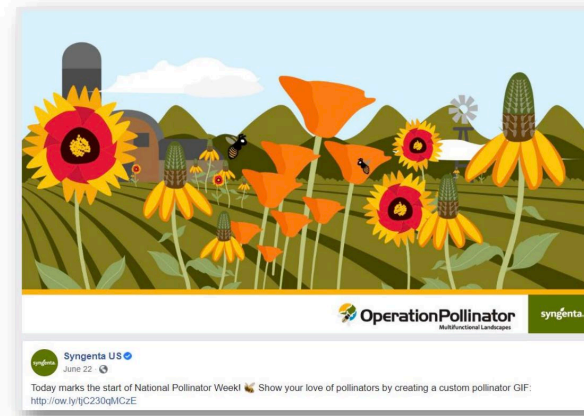 OperationPollinator
Multifunctional Landscapes
syngenta
syngenta
Syngenta US
June 22
Today marks the start of National Pollinator Week! Show your love of pollinators by creating a custom pollinator GIF:
http://ow.ly/tjC230qMCzE